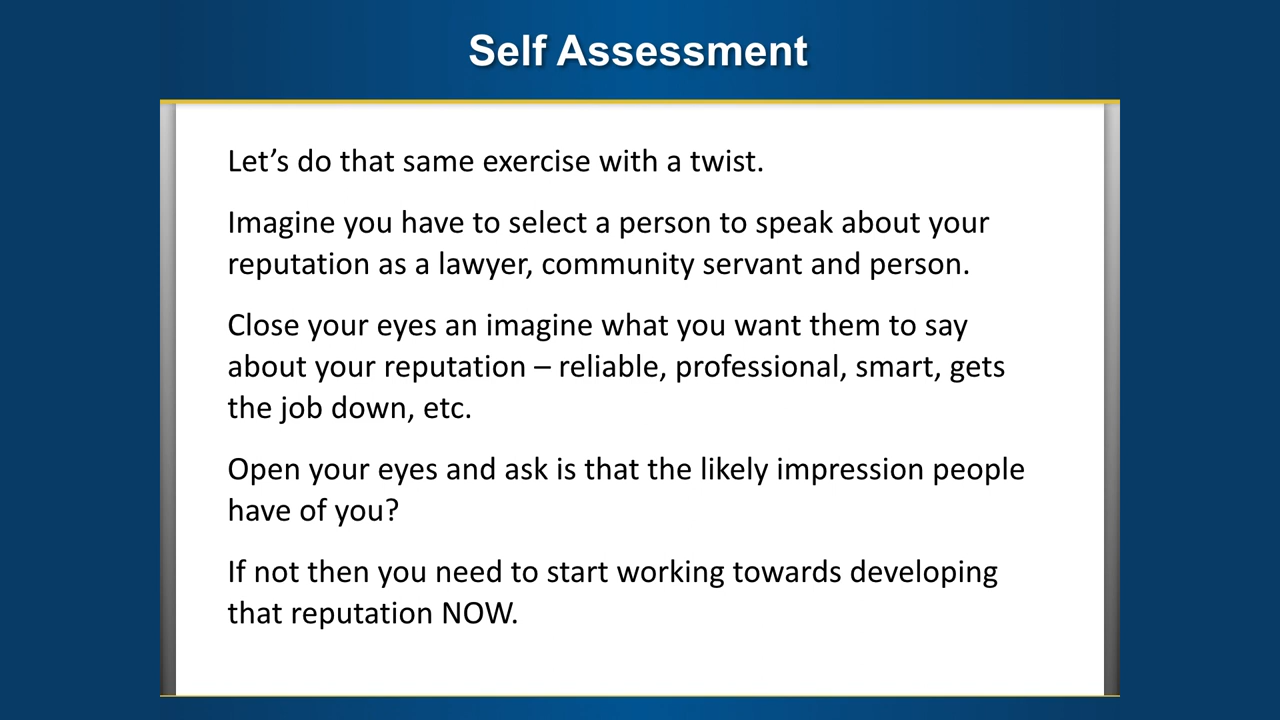 Self Assessment
Let’s do that same exercise with a twist.
Imagine you have to select a person to speak about your
reputation as a lawyer, community servant and person.
Close your eyes an imagine what you want them to say
about your reputation – reliable, professional, smart, gets
the job down, etc.
Open your eyes and ask is that the likely impression people
have of you?
If not then you need to start working towards developing
that reputation NOW.